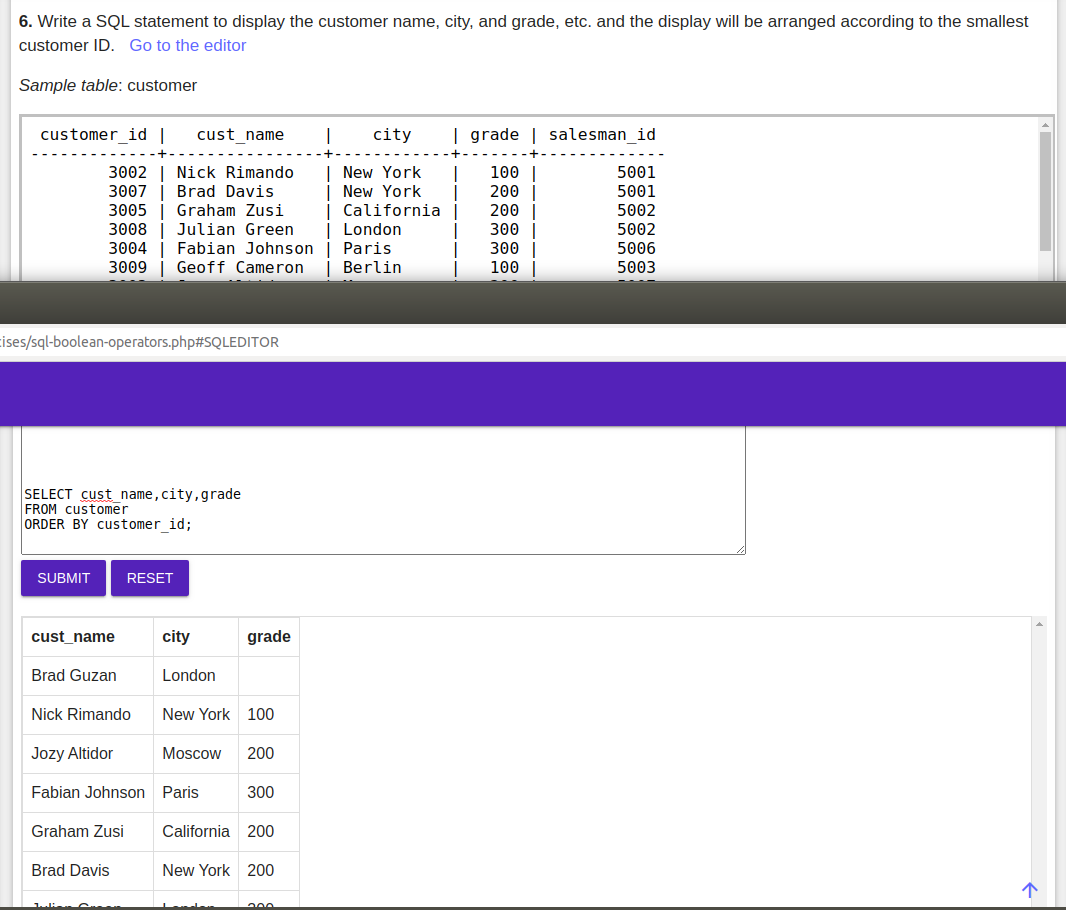 6. Write a SQL statement to display the customer name, city, and grade, etc. and the display will be arranged according to the smallest
customer ID. Go to the editor
Sample table: customer
customer_id | cust_name | city | grade | salesman_id
-------------+----------------+------------+-------+-------------
3002 | Nick Rimando | New York | 100 | 5001
3007 | Brad Davis | New York | 200 | 5001
3005 | Graham Zusi | California | 200 | 5002
3008 | Julian Green | London | 300 | 5002
3004 | Fabian Johnson | Paris | 300 | 5006
3009 | Geoff Cameron | Berlin | 100 | 5003
ises/sql-boolean-operators.php#SQLEDITOR
SELECT cust_name,city,grade
FROM customer
ORDER BY customer_id;
SUBMIT RESET
cust_name city grade
Brad Guzan London
Nick Rimando New York 100
Jozy Altidor Moscow 200
Fabian Johnson Paris 300
Graham Zusi California 200
Brad Davis New York 200